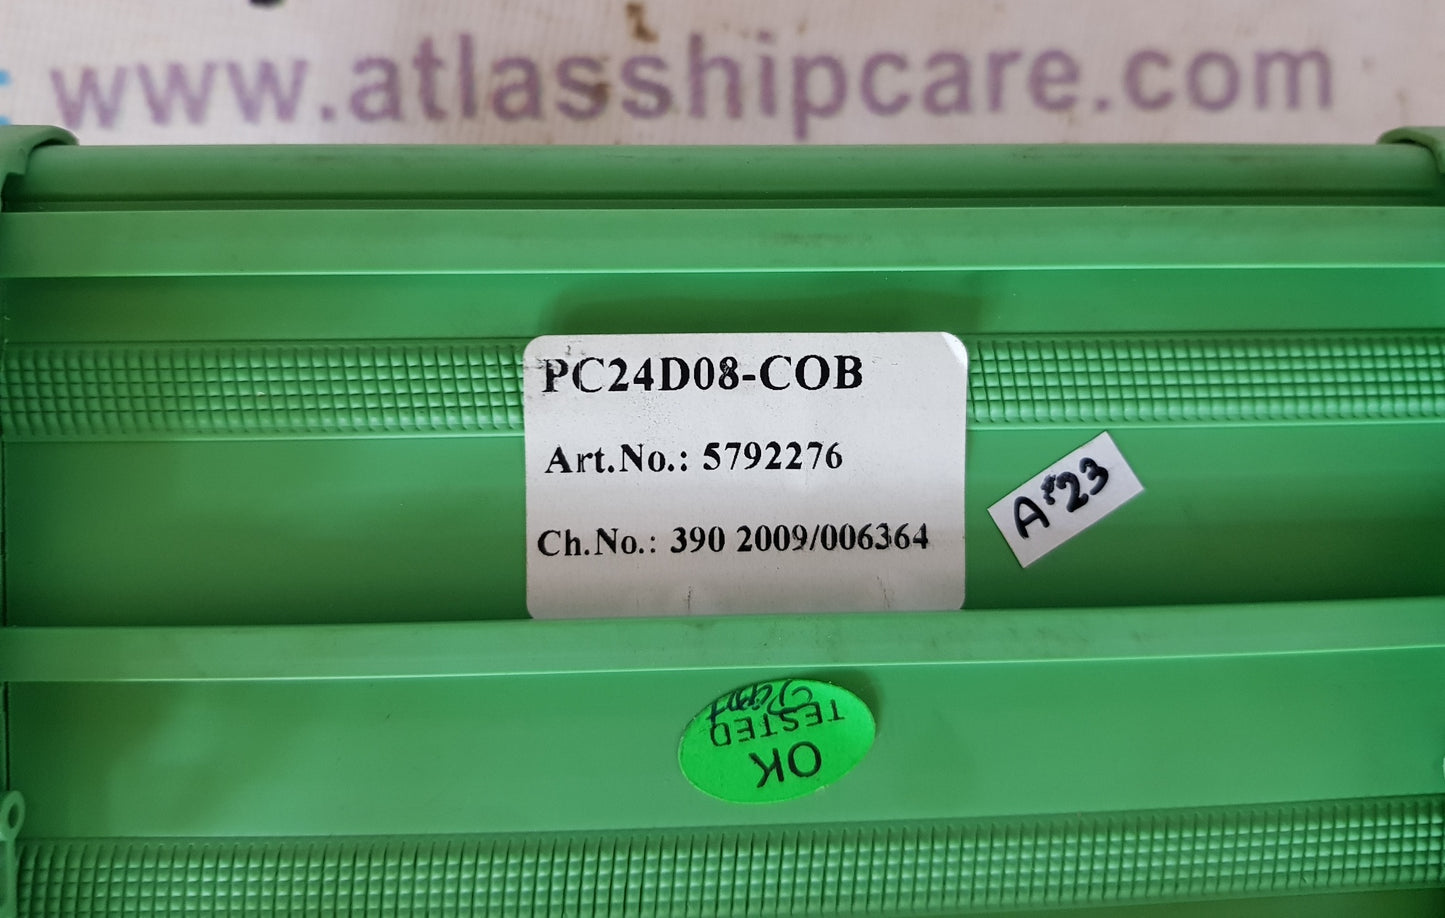 www.atlasshipcare.com
PC24D08-COB
Art.No.: 5792276
Ch.No.: 390 2009/006364
A#23
OK
TESTED